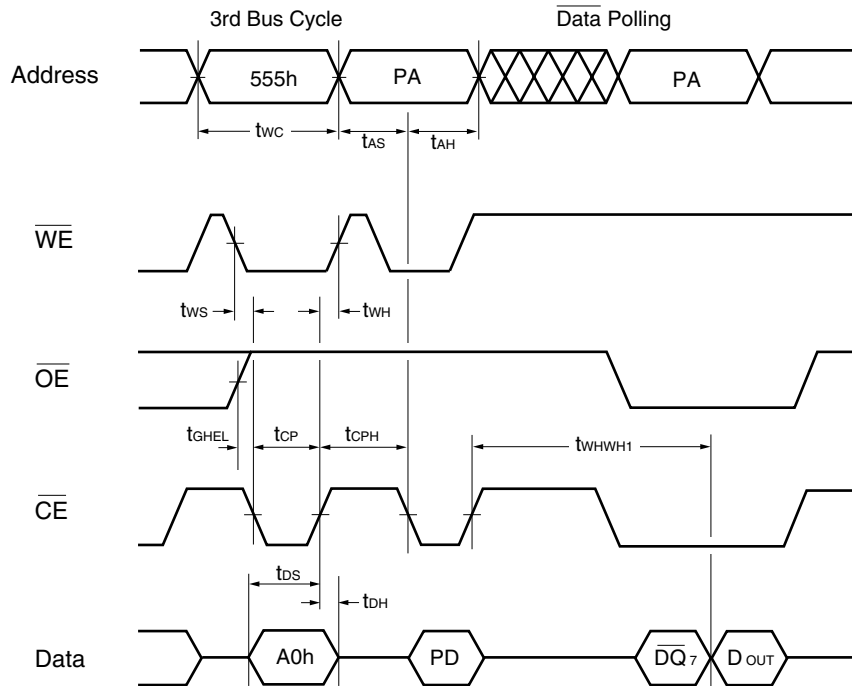 3rd Bus Cycle Data Polling
Address 555h PA PA
tWC tAS tAH
WE
tWS tWH
OE
tGHEL tCP tCPH tWHWH1
CE
tDS
tDH
Data A0h PD DQ7 DOUT